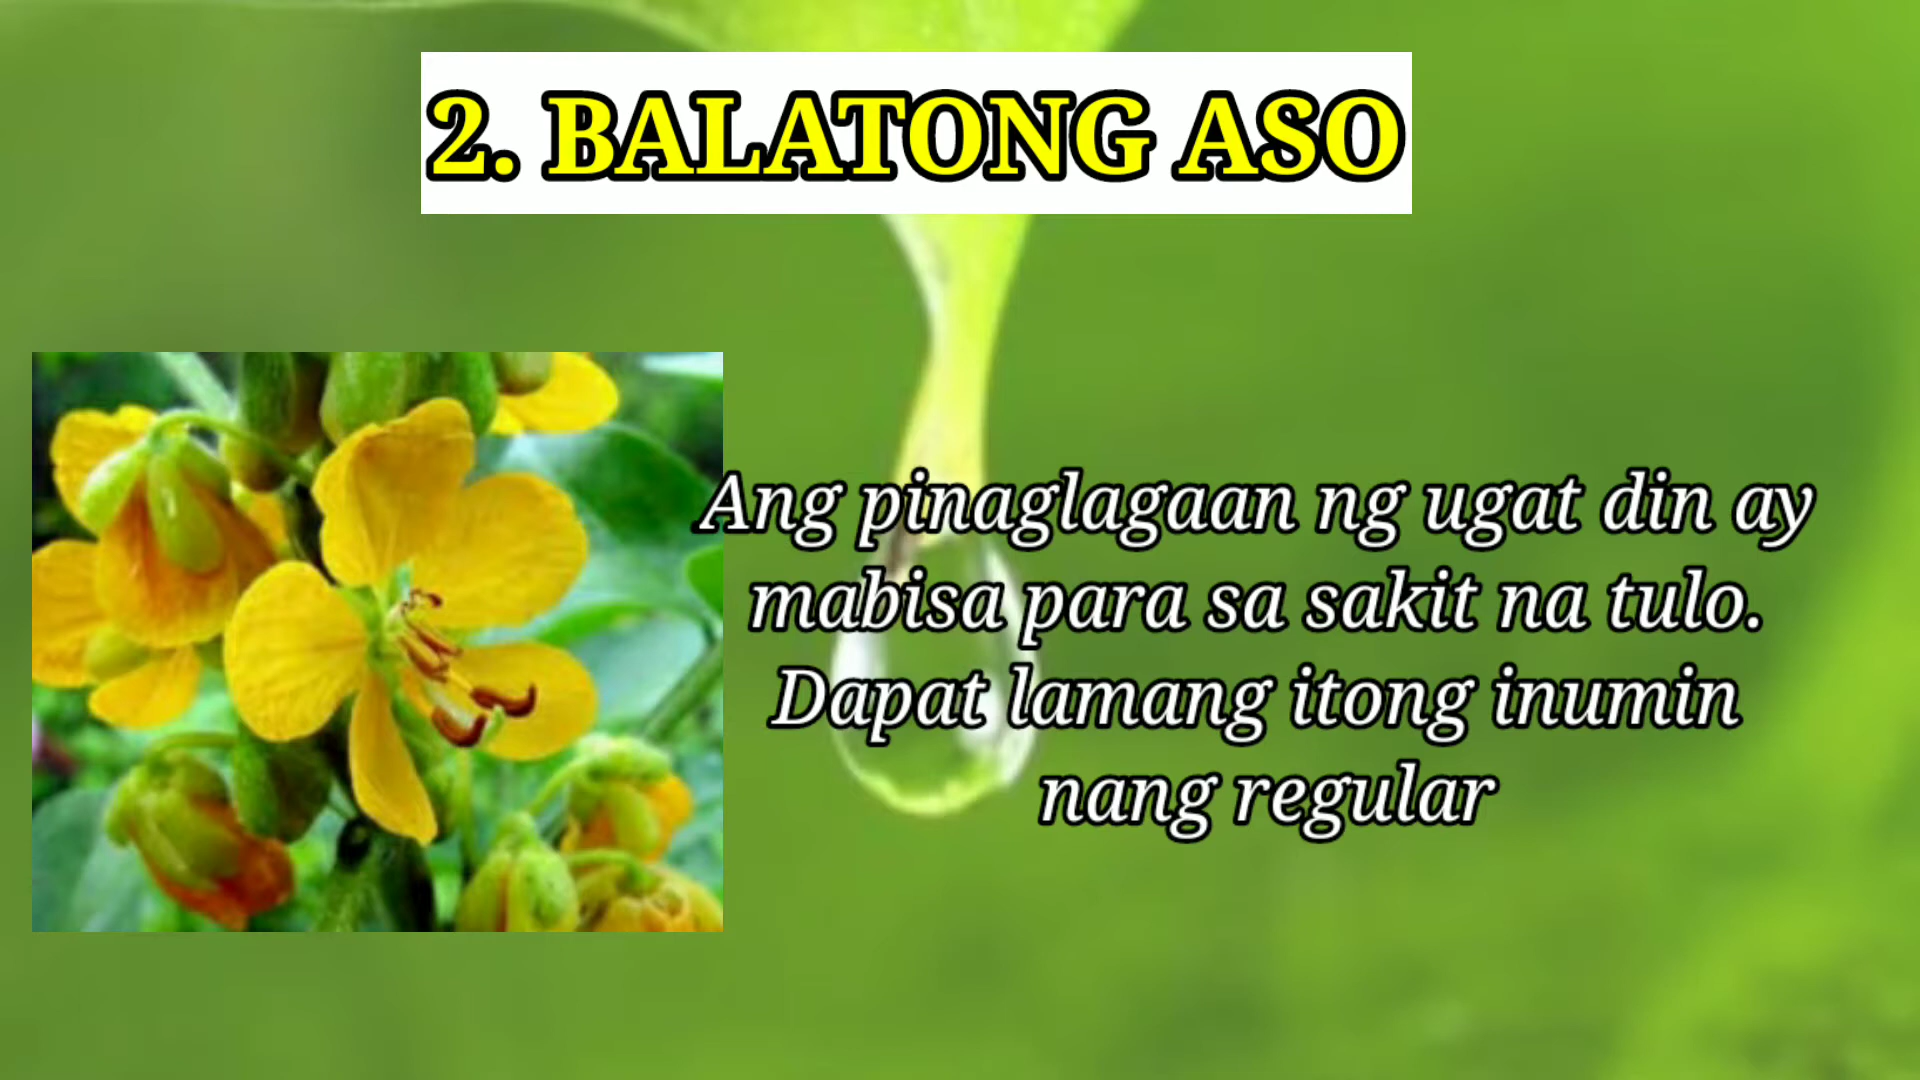 2. BALATONG ASO
Ang pinaglagaan ng ugat din ay
mabisa para sa sakit na tulo.
Dapat lamang itong inumin
nang regular